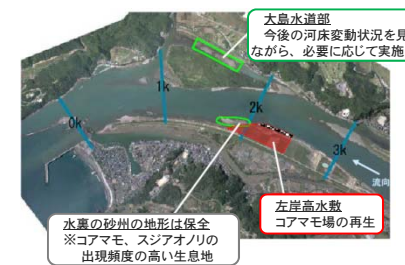 大島水道部
今後の河床変動状況を見
ながら、必要に応じて実施
1k
2k
0k
3k
流向
左岸高水敷
コアマモ場の再生
水裏の砂州の地形は保全
※コアマモ、スジアオノリの
出現頻度の高い生息地